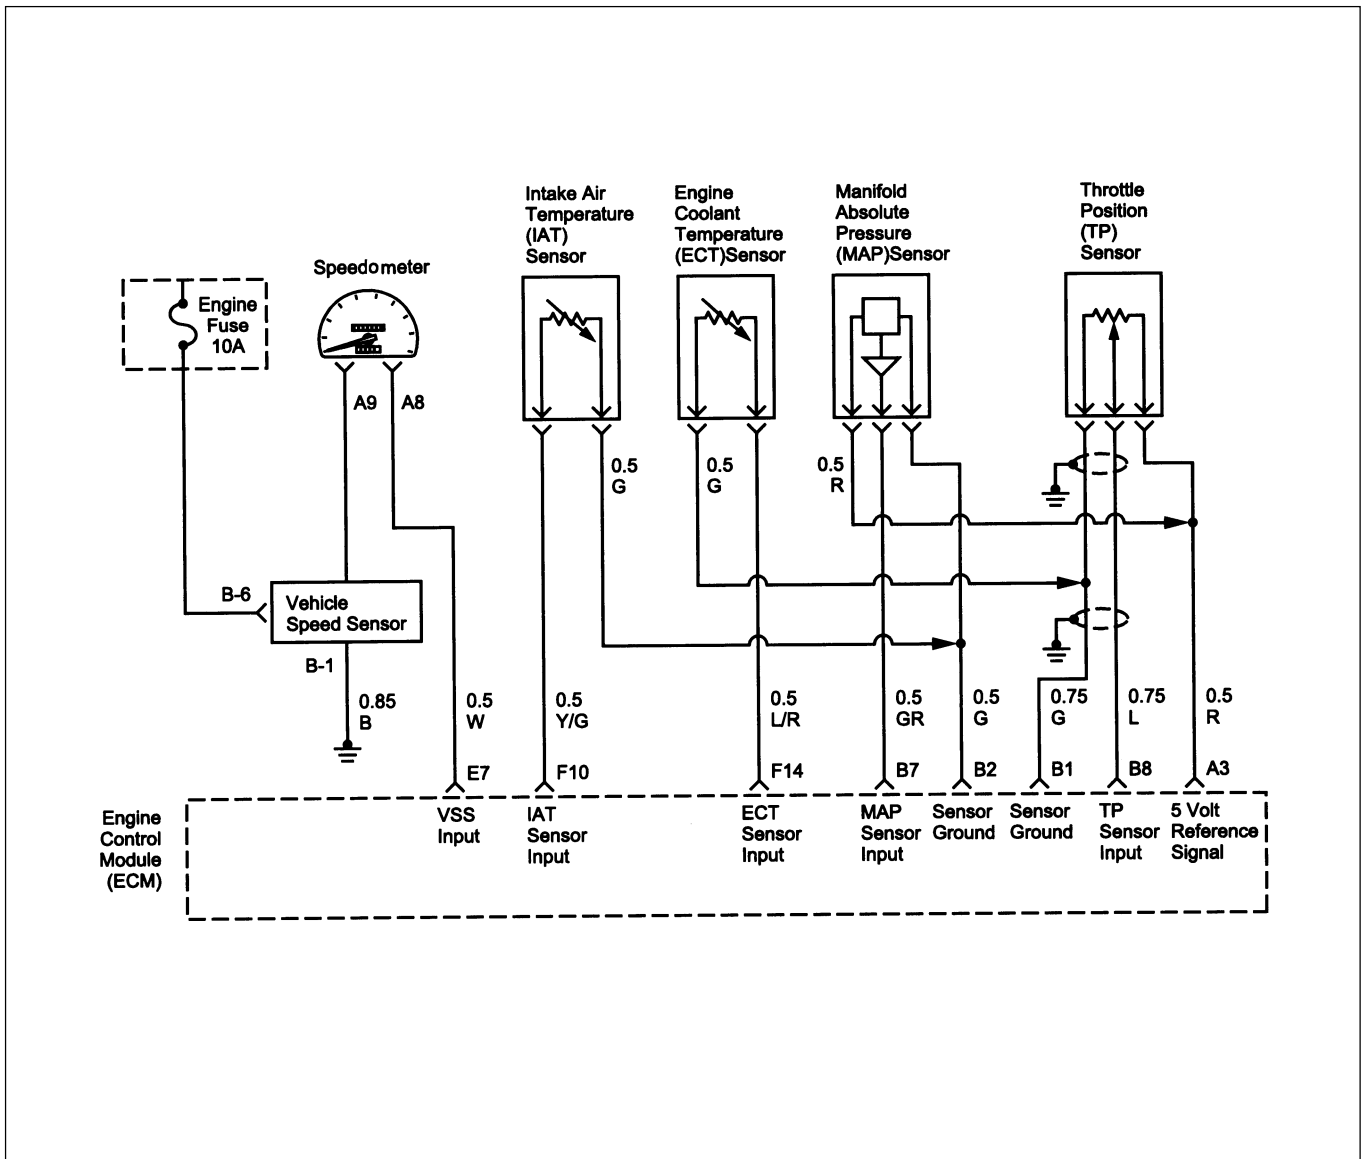 Intake Air
Temperature
(IAT)
Sensor
Engine
Coolant
Temperature
(ECT)Sensor
Manifold
Absolute
Pressure
(MAP)Sensor
Throttle
Position
(TP)
Sensor
Speedometer
Engine
Fuse
10A
A9
A8
0.5
G
0.5
G
0.5
R
B-6
Vehicle
Speed Sensor
B-1
0.85
B
0.5
W
0.5
Y/G
0.5
L/R
0.5
GR
0.5
G
0.75
G
0.75
L
0.5
R
E7
F10
F14
B7
B2
B1
B8
A3
Engine
Control
Module
(ECM)
VSS
Input
IAT
Sensor
Input
ECT
Sensor
Input
MAP
Sensor
Input
Sensor
Ground
Sensor
Ground
TP
Sensor
Input
5 Volt
Reference
Signal